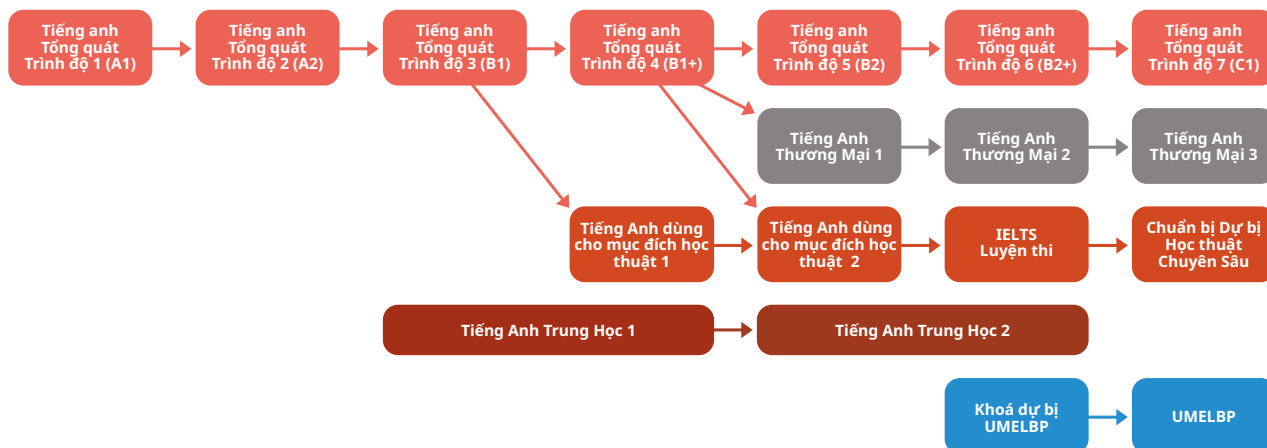 Tiếng anh
Tổng quát
Trình độ 1 (A1)
Tiếng anh
Tổng quát
Trình độ 2 (A2)
Tiếng anh
Tổng quát
Trình độ 3 (B1)
Tiếng anh
Tổng quát
Trình độ 4 (B1+)
Tiếng anh
Tổng quát
Trình độ 5 (B2)
Tiếng anh
Tổng quát
Trình độ 6 (B2+)
Tiếng anh
Tổng quát
Trình độ 7 (C1)
Tiếng Anh
Thương Mại 1
Tiếng Anh
Thương Mại 2
Tiếng Anh
Thương Mại 3
Tiếng Anh dùng
cho mục đích học
thuật 1
Tiếng Anh dùng
cho mục đích học
thuật 2
IELTS
Luyện thi
Chuẩn bị Dự bị
Học thuật
Chuyên Sâu
Tiếng Anh Trung Học 1
Tiếng Anh Trung Học 2
Khoá dự bị
UMELBP
UMELBP